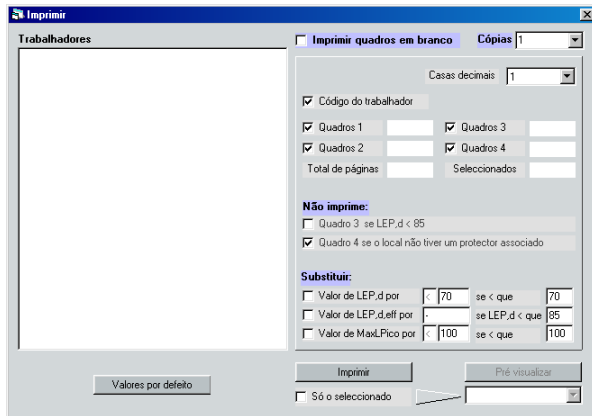 Imprimir
Trabalhadores
Imprimir quadros em branco Cópias 1
Casas decimais 1
Código do trabalhador
Quadros 1 Quadros 3
Quadros 2 Quadros 4
Total de páginas Seleccionados
Não imprime:
Quadro 3 se LEP,d < 85
Quadro 4 se o local não tiver um protector associado
Substituir:
Valor de LEP,d por < 70 se < que 70
Valor de LEP,d,eff por - se LEP,d < que 85
Valor de MaxLPico por < 100 se < que 100
Valores por defeito
Imprimir Pré visualizar
Só o seleccionado